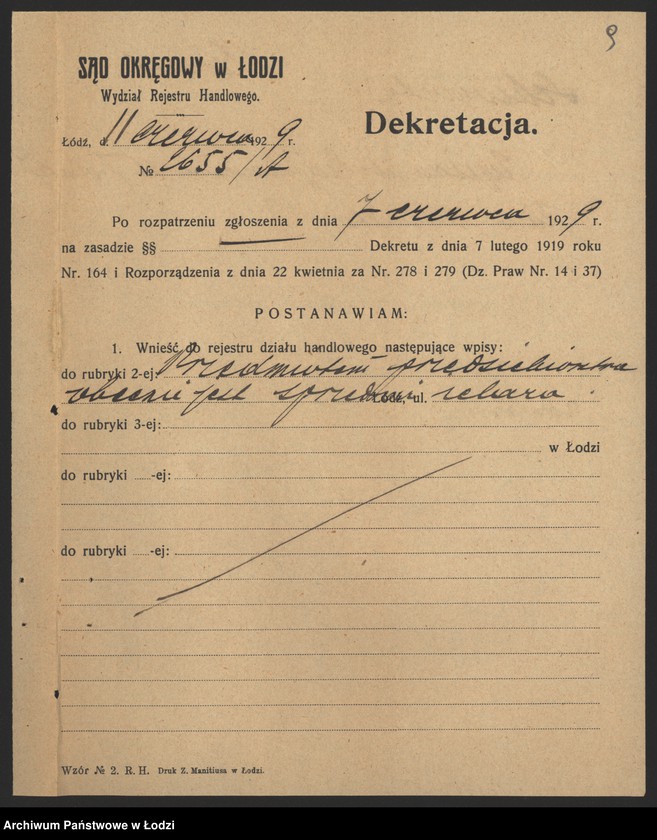 9
SĄD OKRĘGOWY w ŁODZI
Wydział Rejestru Handlowego.
Łódź, d. 11 czerwca 1929 r.
№ 2655/A
Dekretacja.
Po rozpatrzeniu zgłoszenia z dnia 7 czerwca 1929 r.
na zasadzie §§ Dekretu z dnia 7 lutego 1919 roku
Nr. 164 i Rozporządzenia z dnia 22 kwietnia za Nr. 278 i 279 (Dz. Praw Nr. 14 i 37)
POSTANAWIAM:
1. Wnieść do rejestru działu handlowego następujące wpisy:
do rubryki 2-ej: Przedmiotem przedsiębiorstwa
obecnie jest Łódź, ul.
do rubryki 3-ej:
w Łodzi
do rubryki -ej:
do rubryki -ej:
Wzór № 2. R. H. Druk Z. Manitiusa w Łodzi.
Archiwum Państwowe w Łodzi